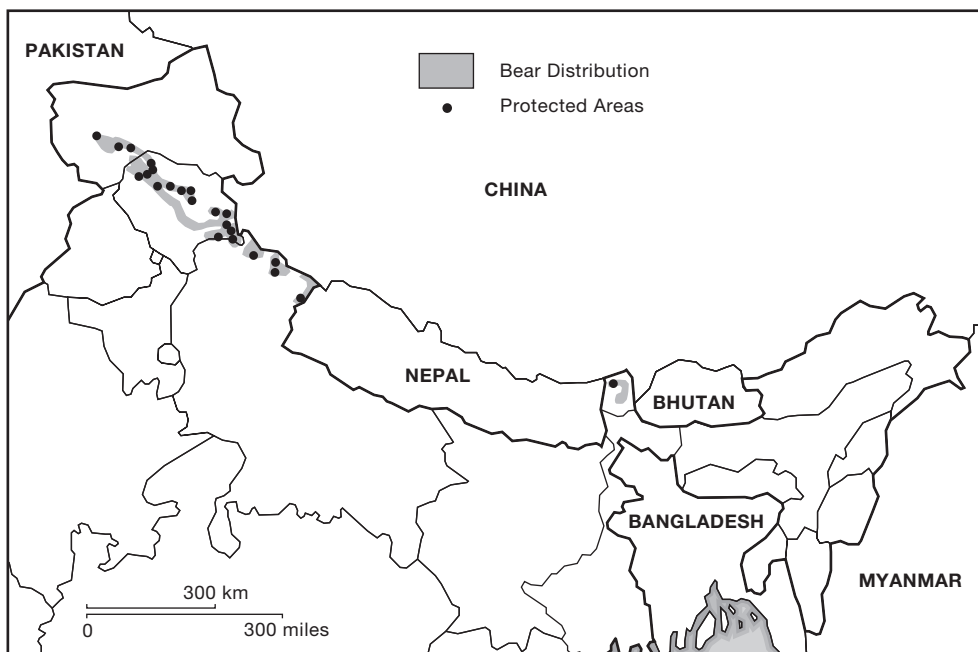 PAKISTAN
Bear Distribution
Protected Areas
CHINA
NEPAL
BHUTAN
BANGLADESH
MYANMAR
300 km
0
300 miles